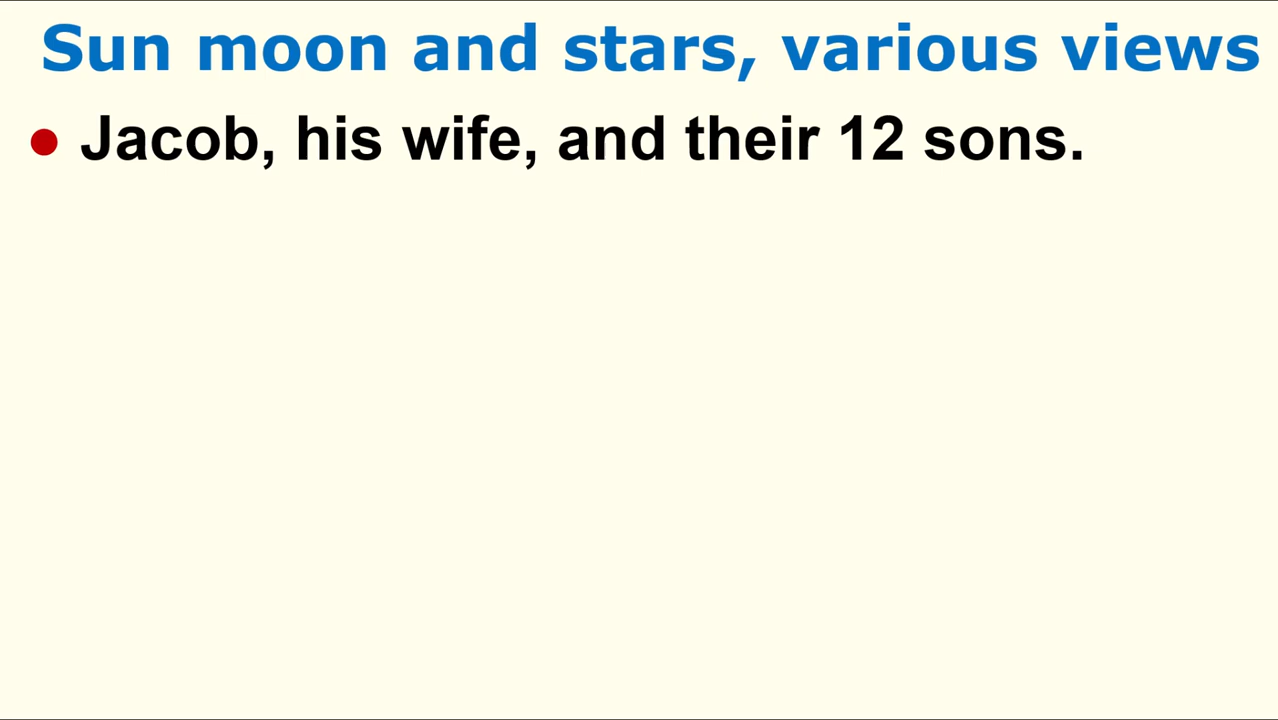 Sun moon and stars, various views
● Jacob, his wife, and their 12 sons.